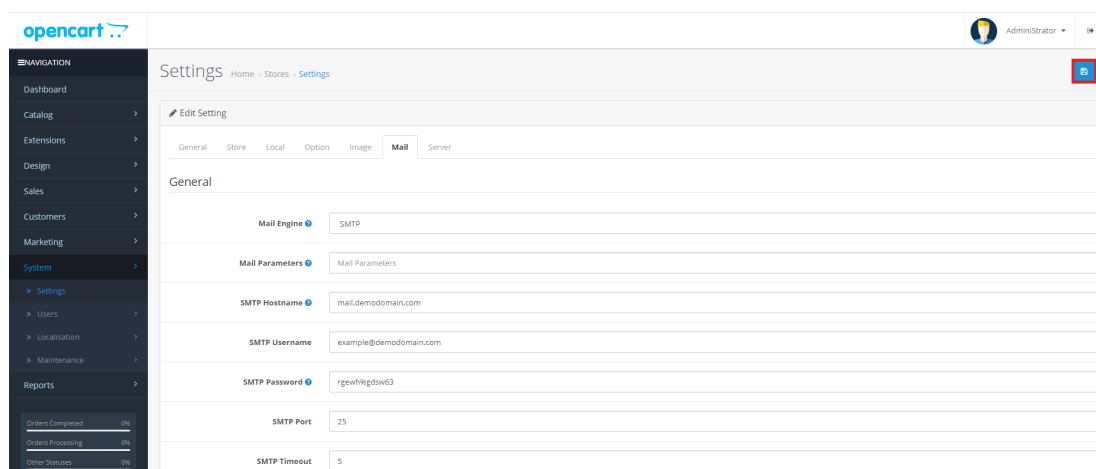 opencart
AdminiStrator
NAVIGATION
Dashboard
Catalog
Extensions
Design
Sales
Customers
Marketing
System
» Settings
» Users
» Localisation
» Maintenance
Reports
Orders Completed 0%
Orders Processing 0%
Other Statuses 0%
Settings Home › Stores › Settings
Edit Setting
General Store Local Option Image Mail Server
General
Mail Engine SMTP
Mail Parameters Mail Parameters
SMTP Hostname mail.demodomain.com
SMTP Username example@demodomain.com
SMTP Password rgewh%gdsw63
SMTP Port 25
SMTP Timeout 5